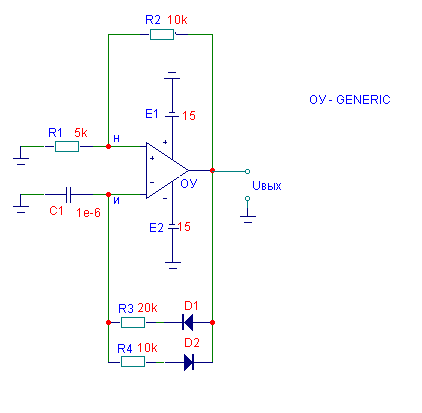 R2 10k
ОУ - GENERIC
E1 15
R1 5k
н
+
+
-
ОУ
-
Uвых
и
C1 1e-6
E2 15
R3 20k
D1
R4 10k
D2